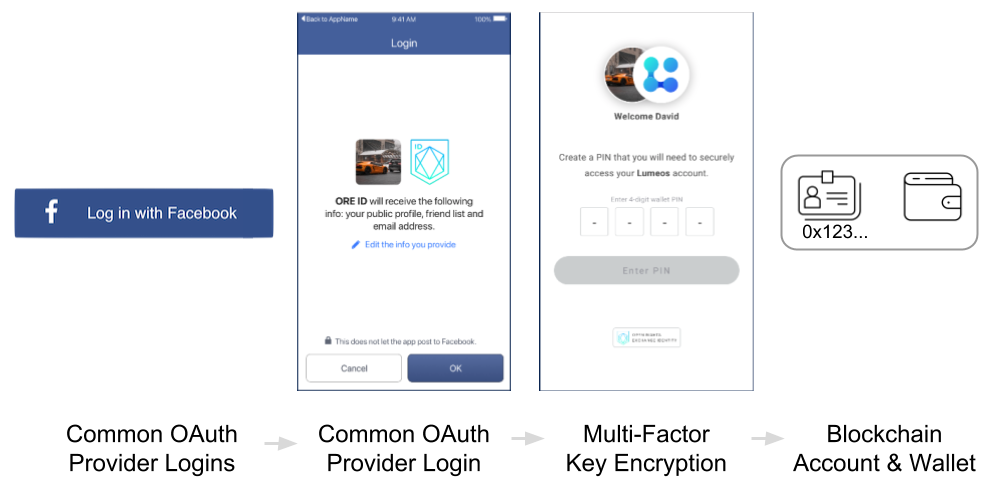 Back to AppName 9:41 AM 100%
Login
Log in with Facebook
ID
ORE ID will receive the following
info: your public profile, friend list and
email address.
Edit the info you provide
This does not let the app post to Facebook.
Cancel OK
Welcome David
Create a PIN that you will need to securely
access your Lumeos account.
Enter 4-digit wallet PIN
- - - -
Enter PIN
0x123...
Common OAuth
Provider Logins
Common OAuth
Provider Login
Multi-Factor
Key Encryption
Blockchain
Account & Wallet